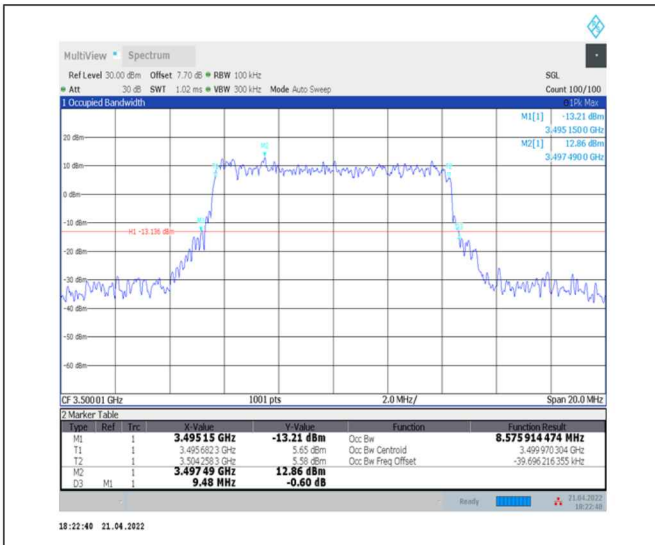 MultiView Spectrum
Ref Level 30.00 dBm Offset 7.70 dB RBW 100 kHz SGL
Att 30 dB SWT 1.02 ms VBW 300 kHz Mode Auto Sweep Count 100/100
1 Occupied Bandwidth 1Pk Max
M1[1] -13.21 dBm
3.4951500 GHz
M2[1] 12.86 dBm
3.4974900 GHz
20 dBm
10 dBm
0 dBm
-10 dBm
H1 -13.136 dBm
-20 dBm
-30 dBm
-40 dBm
-50 dBm
-60 dBm
CF 3.50001 GHz 1001 pts 2.0 MHz/ Span 20.0 MHz
2 Marker Table
Type Ref Trc X-Value Y-Value Function Function Result
M1 1 3.49515 GHz -13.21 dBm Occ Bw 8.575914474 MHz
T1 1 3.4956823 GHz 5.65 dBm Occ Bw Centroid 3.499970304 GHz
T2 1 3.5042583 GHz 5.58 dBm Occ Bw Freq Offset -39.696216355 kHz
M2 1 3.49749 GHz 12.86 dBm
D3 M1 1 9.48 MHz -0.60 dB
Ready 21.04.2022
18:22:40
18:22:40 21.04.2022